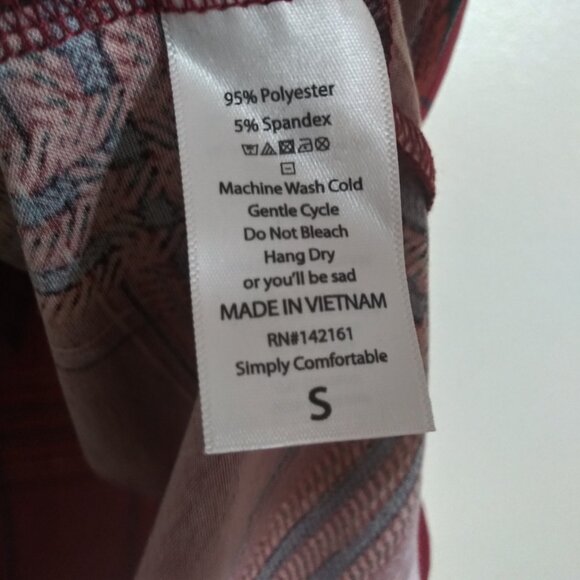 95% Polyester
5% Spandex
Machine Wash Cold
Gentle Cycle
Do Not Bleach
Hang Dry
or you'll be sad
MADE IN VIETNAM
RN#142161
Simply Comfortable
S